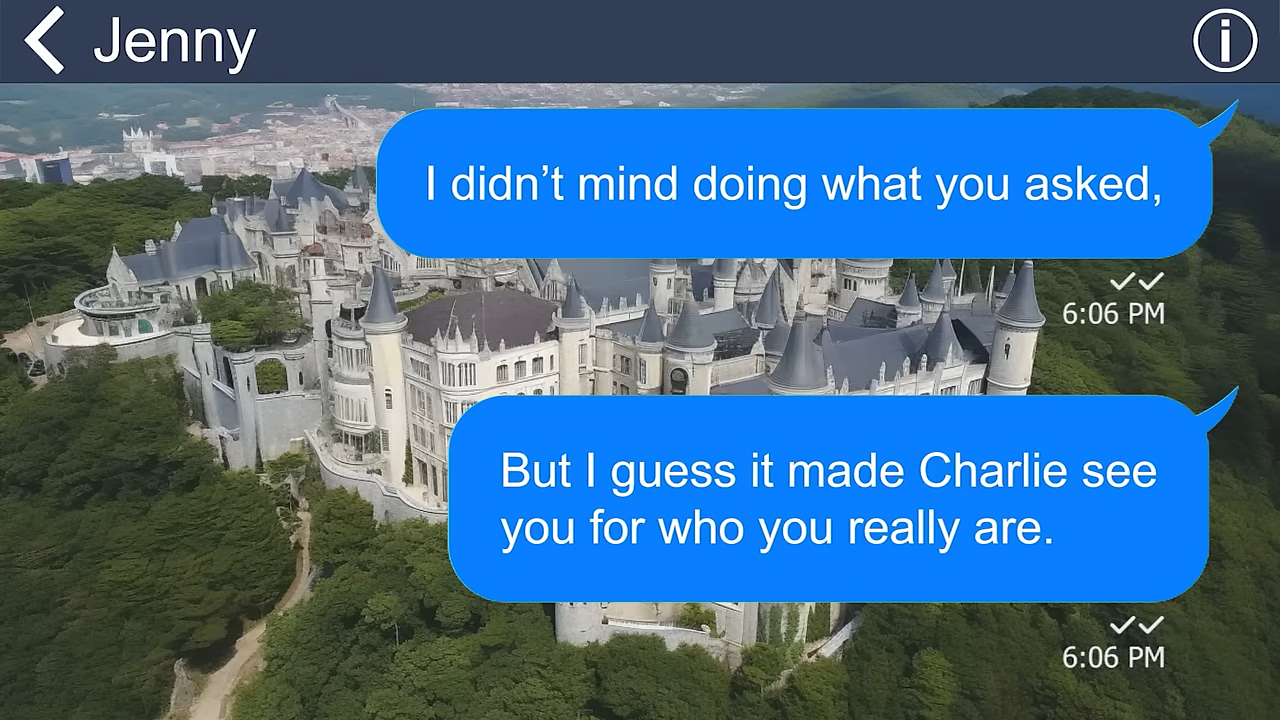 Jenny
I didn’t mind doing what you asked,
6:06 PM
But I guess it made Charlie see
you for who you really are.
6:06 PM